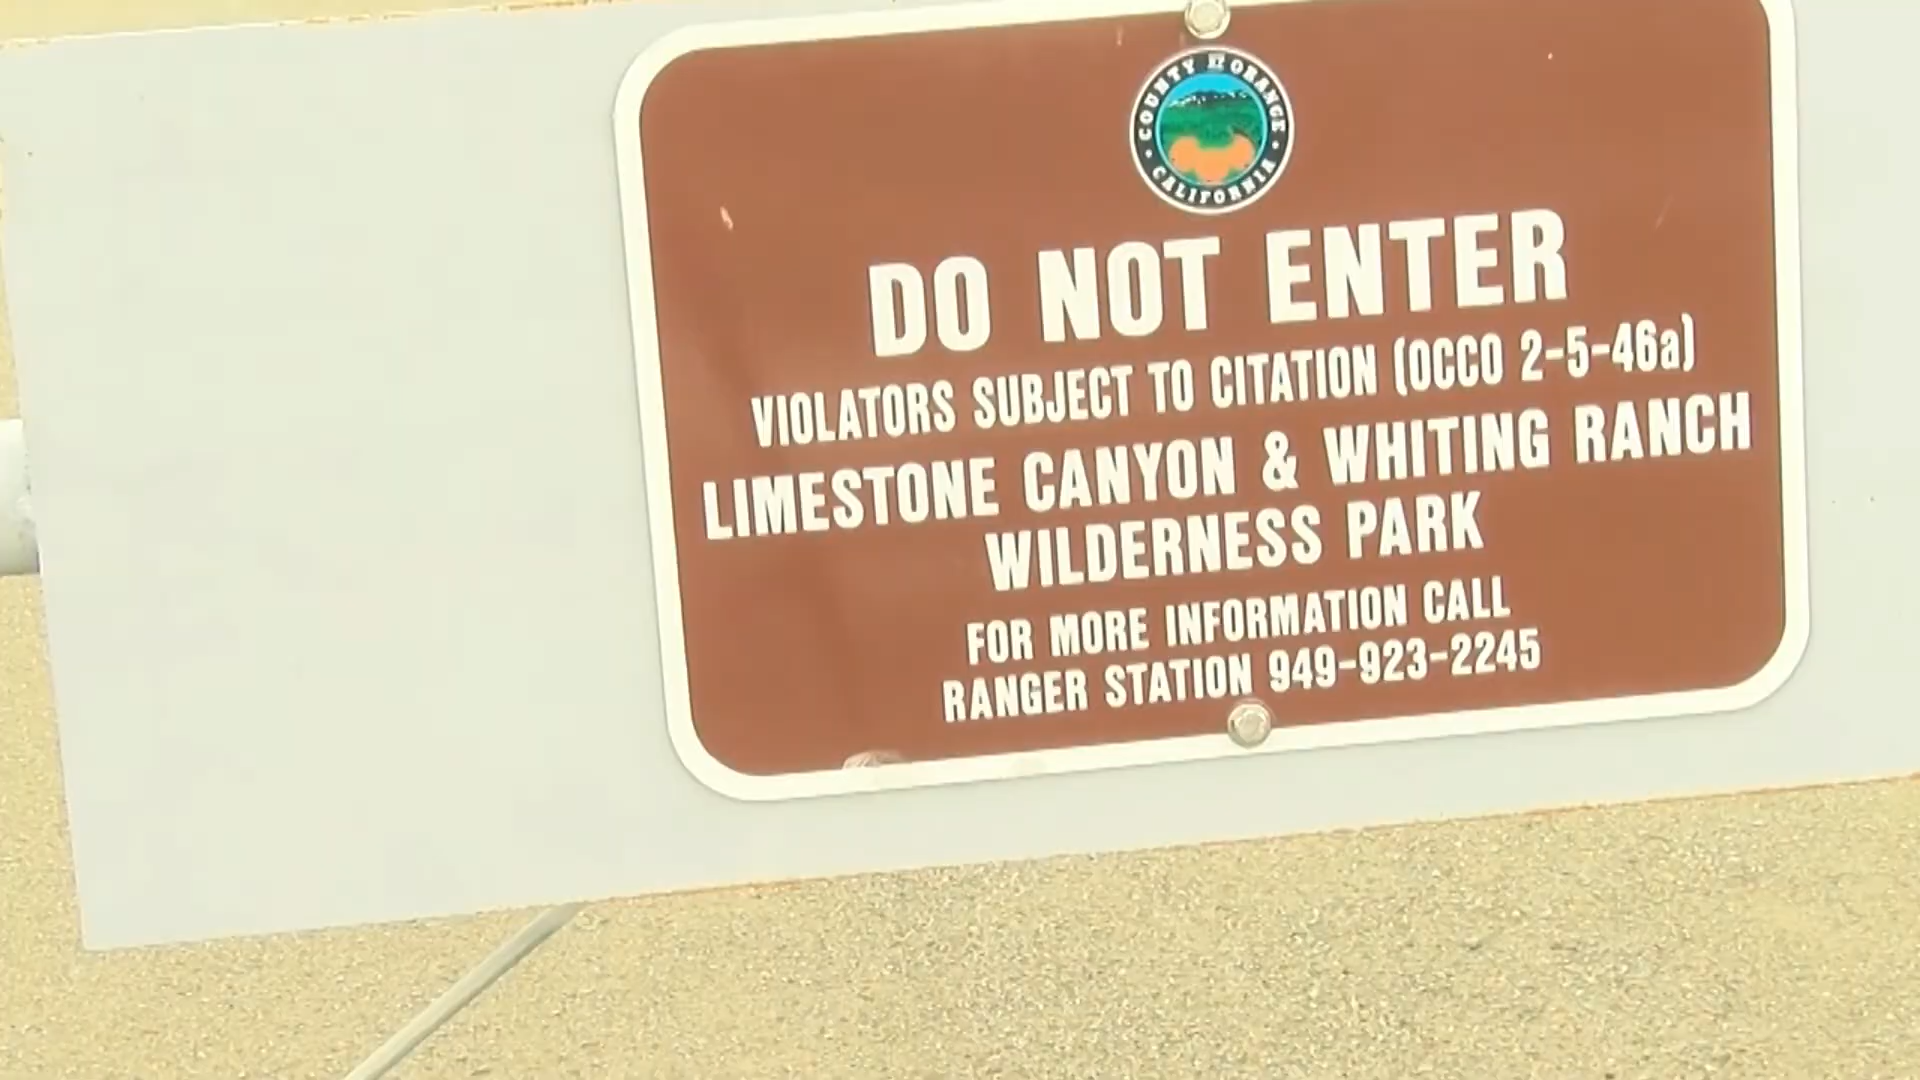 COUNTY OF ORANGE
CALIFORNIA
DO NOT ENTER
VIOLATORS SUBJECT TO CITATION (OCCO 2-5-46a)
LIMESTONE CANYON & WHITING RANCH
WILDERNESS PARK
FOR MORE INFORMATION CALL
RANGER STATION 949-923-2245